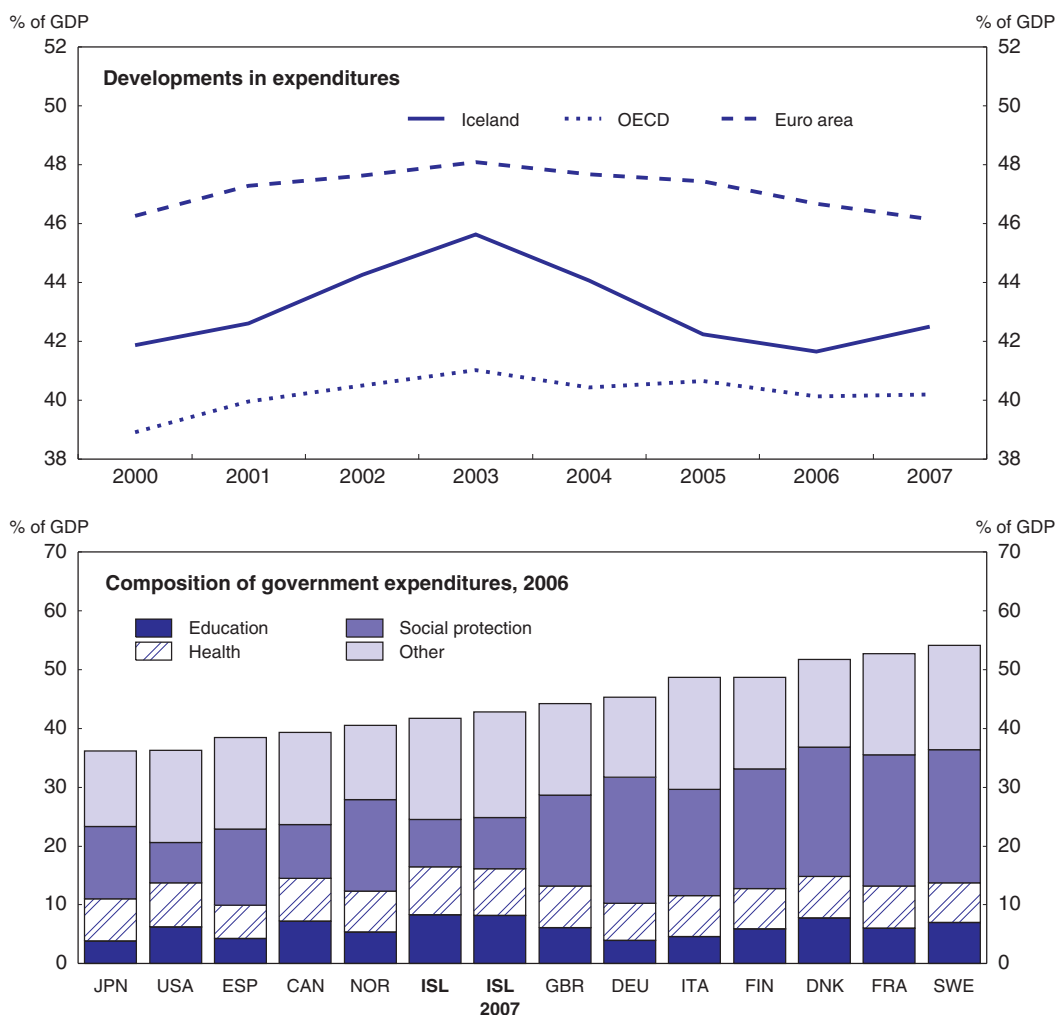 % of GDP % of GDP
52 52
Developments in expenditures
50 50
Iceland OECD Euro area
48 48
46 46
44 44
42 42
40 40
38 38
2000 2001 2002 2003 2004 2005 2006 2007
% of GDP % of GDP
70 70
Composition of government expenditures, 2006
60 60
Education Social protection
Health Other
50 50
40 40
30 30
20 20
10 10
0 0
JPN USA ESP CAN NOR ISL ISL GBR DEU ITA FIN DNK FRA SWE
2007